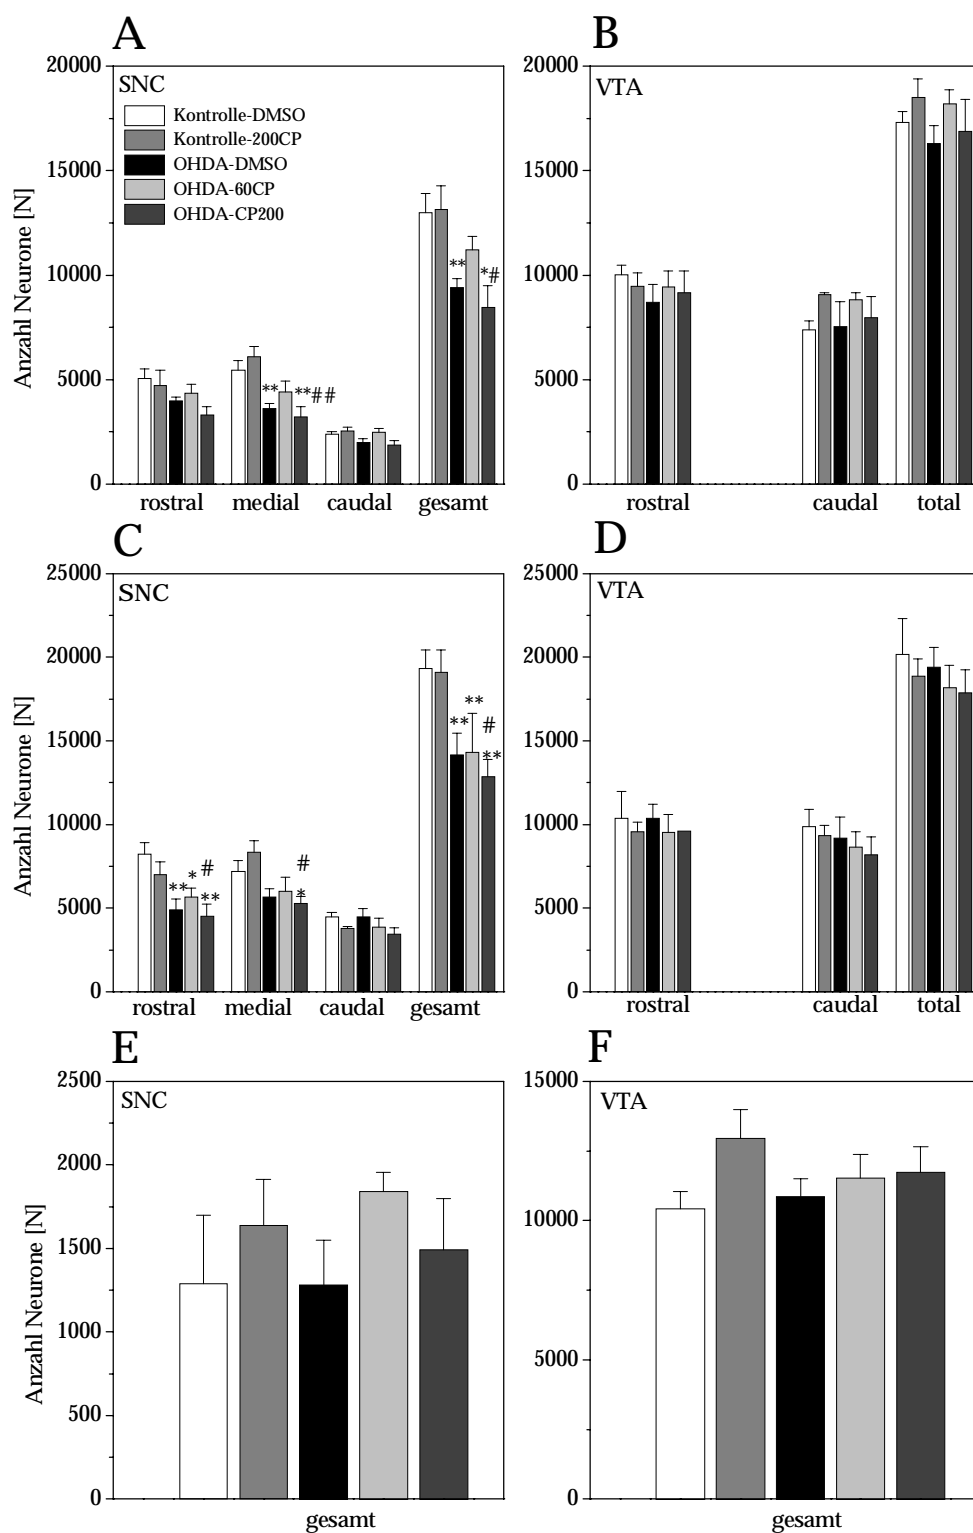 A
SNC
Kontrolle-DMSO
Kontrolle-200CP
OHDA-DMSO
OHDA-60CP
OHDA-CP200
Anzahl Neurone [N]
20000
15000
10000
5000
0
** **## ** *#
rostral medial caudal gesamt
B
VTA
20000
15000
10000
5000
0
rostral caudal total
C
SNC
Anzahl Neurone [N]
25000
20000
15000
10000
5000
0
** * # ** # * ** ** # **
rostral medial caudal gesamt
D
VTA
25000
20000
15000
10000
5000
0
rostral caudal total
E
SNC
Anzahl Neurone [N]
2500
2000
1500
1000
500
0
gesamt
F
VTA
15000
10000
5000
0
gesamt